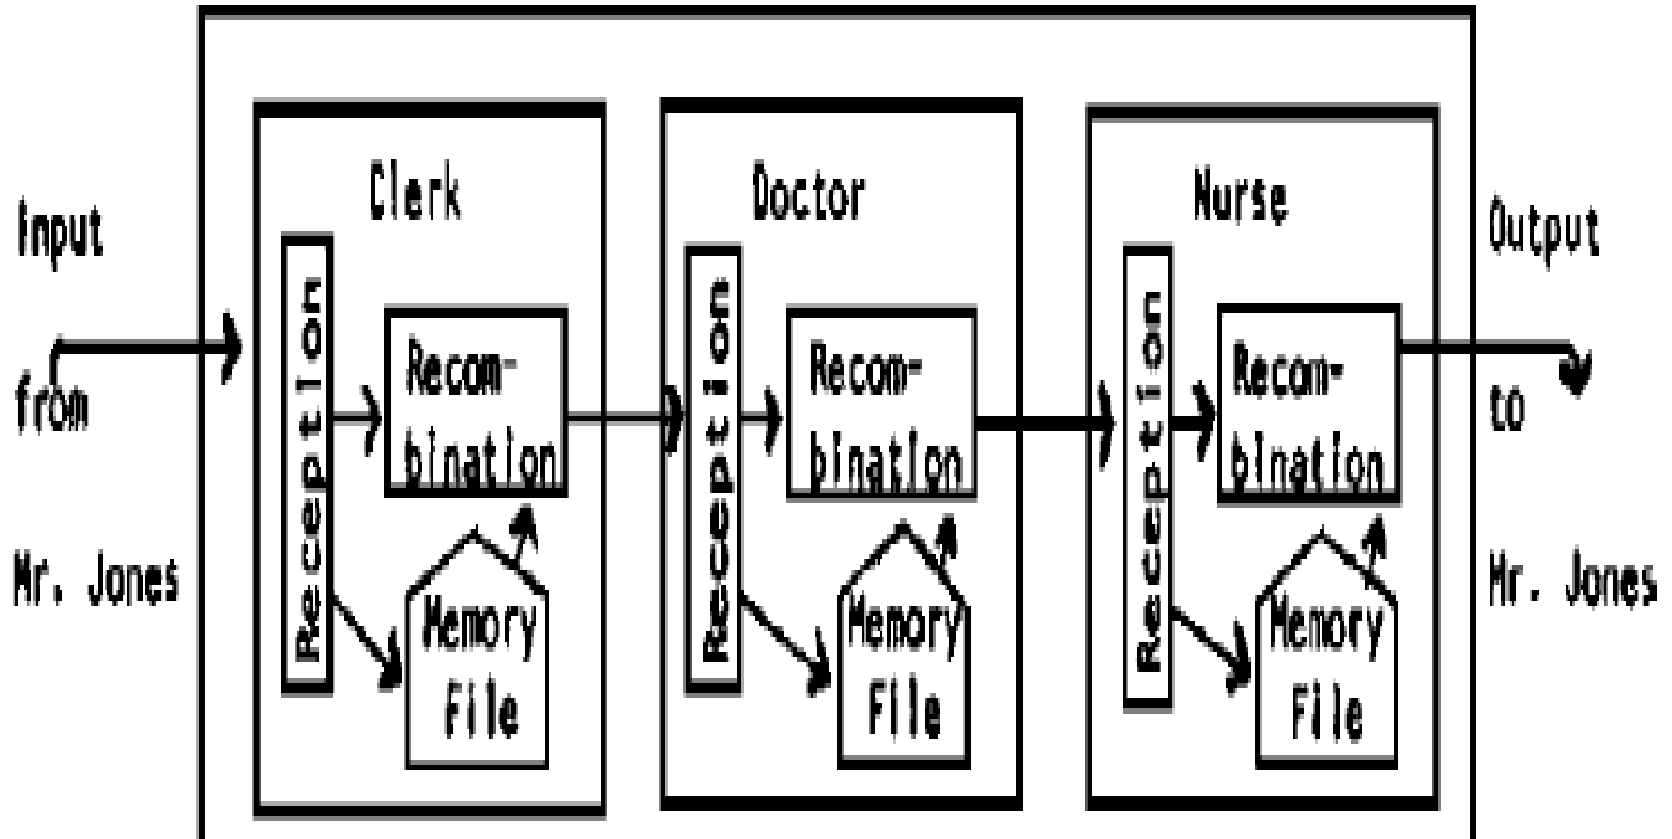 Input
from
Mr. Jones
Clerk
Reception
Recom-
bination
Memory
File
Doctor
Reception
Recom-
bination
Memory
File
Nurse
Reception
Recom-
bination
Memory
File
Output
to
Mr. Jones